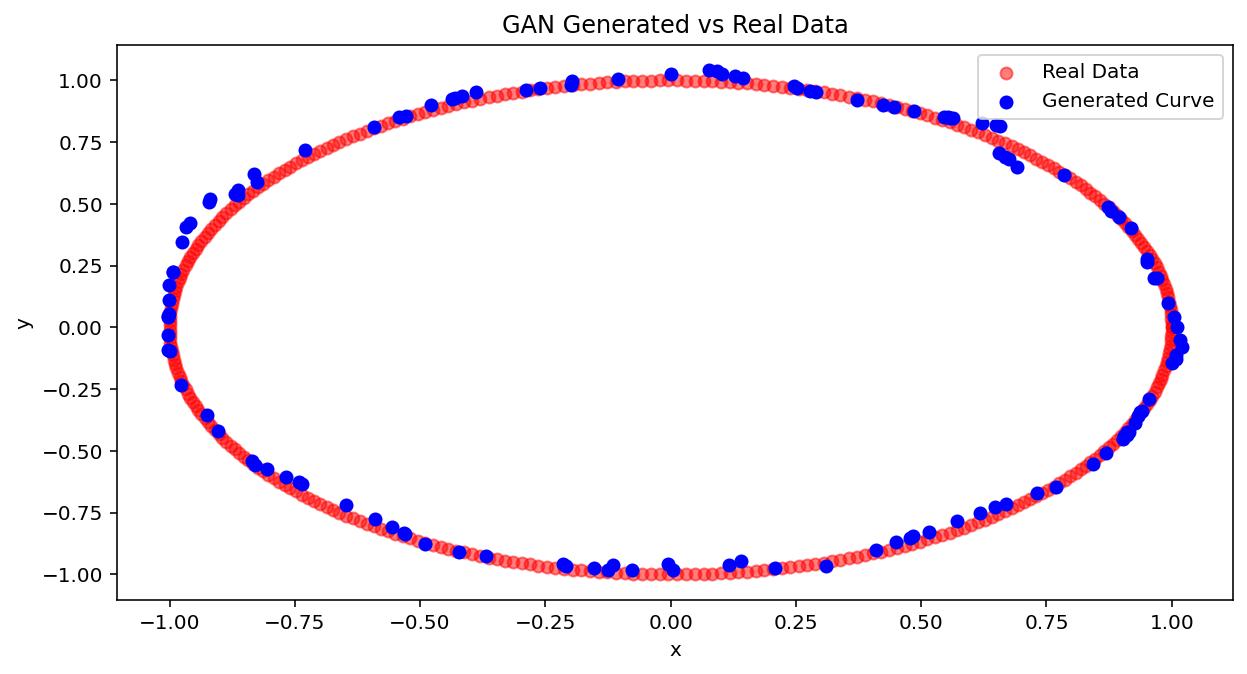 GAN Generated vs Real Data
Real Data
Generated Curve
1.00
0.75
0.50
0.25
0.00
−0.25
−0.50
−0.75
−1.00
y
−1.00 −0.75 −0.50 −0.25 0.00 0.25 0.50 0.75 1.00
x